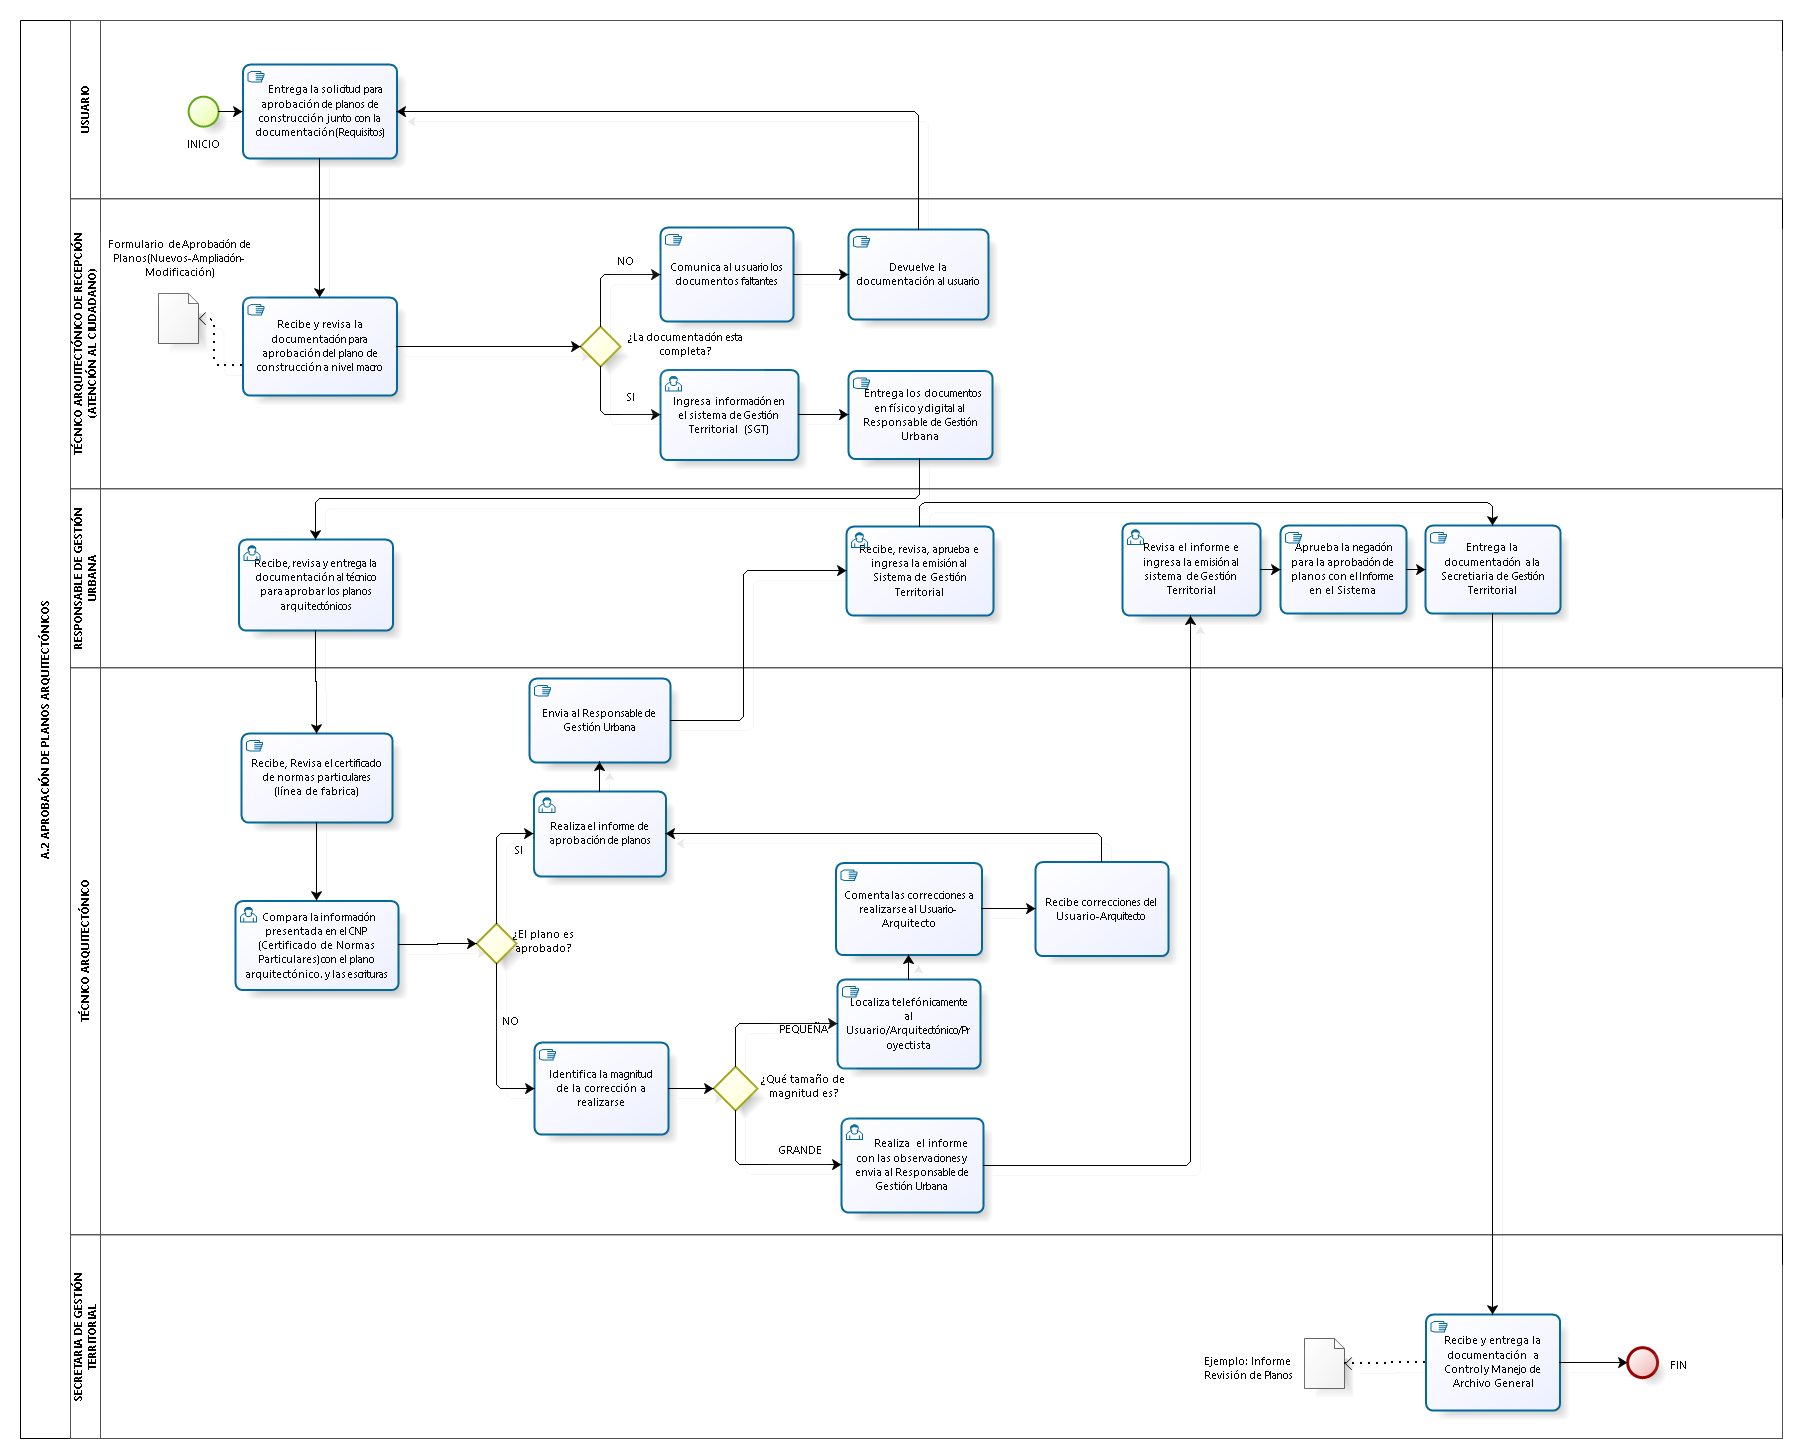 A.2 APROBACIÓN DE PLANOS ARQUITECTÓNICOS
USUARIO
INICIO
Entrega la solicitud para
aprobación de planos de
construcción junto con la
documentación(Requisitos)
TÉCNICO ARQUITECTÓNICO DE RECEPCIÓN
(ATENCIÓN AL CIUDADANO)
Formulario de Aprobación de
Planos(Nuevos-Ampliación-
Modificación)
Recibe y revisa la
documentación para
aprobación del plano de
construcción a nivel macro
¿La documentación esta
completa?
NO
Comunica al usuario los
documentos faltantes
Devuelve la
documentación al usuario
SI
Ingresa información en
el sistema de Gestión
Territorial (SGT)
Entrega los documentos
en físico y digital al
Responsable de Gestión
Urbana
RESPONSABLE DE GESTIÓN
URBANA
Recibe, revisa y entrega la
documentación al técnico
para aprobar los planos
arquitectónicos
Recibe, revisa, aprueba e
ingresa la emisión al
Sistema de Gestión
Territorial
Revisa el informe e
ingresa la emisión al
sistema de Gestión
Territorial
Aprueba la negación
para la aprobación de
planos con el Informe
en el Sistema
Entrega la
documentación a la
Secretaria de Gestión
Territorial
TÉCNICO ARQUITECTÓNICO
Envia al Responsable de
Gestión Urbana
Recibe, Revisa el certificado
de normas particulares
(línea de fabrica)
Realiza el informe de
aprobación de planos
SI
Compara la información
presentada en el CNP
(Certificado de Normas
Particulares)con el plano
arquitectónico. y las escrituras
¿El plano es
aprobado?
Comenta las correcciones a
realizarse al Usuario-
Arquitecto
Recibe correcciones del
Usuario-Arquitecto
NO
Identifica la magnitud
de la corrección a
realizarse
¿Qué tamaño de
magnitud es?
PEQUEÑA
Localiza telefónicamente
al
Usuario/Arquitectónico/Pr
oyectista
GRANDE
Realiza el informe
con las observaciones y
envia al Responsable de
Gestión Urbana
SECRETARIA DE GESTIÓN
TERRITORIAL
Ejemplo: Informe
Revisión de Planos
Recibe y entrega la
documentación a
Control y Manejo de
Archivo General
FIN